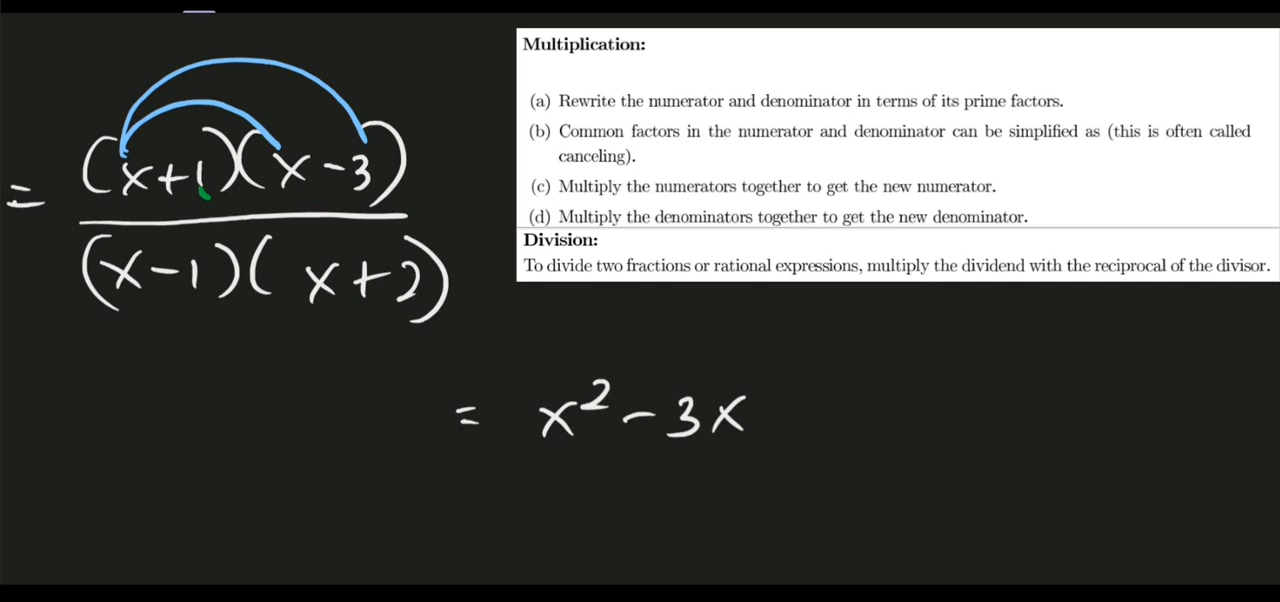 = (x+1)(x-3)
(x-1)(x+2)
Multiplication:
(a) Rewrite the numerator and denominator in terms of its prime factors.
(b) Common factors in the numerator and denominator can be simplified as (this is often called
canceling).
(c) Multiply the numerators together to get the new numerator.
(d) Multiply the denominators together to get the new denominator.
Division:
To divide two fractions or rational expressions, multiply the dividend with the reciprocal of the divisor.
= x² - 3x